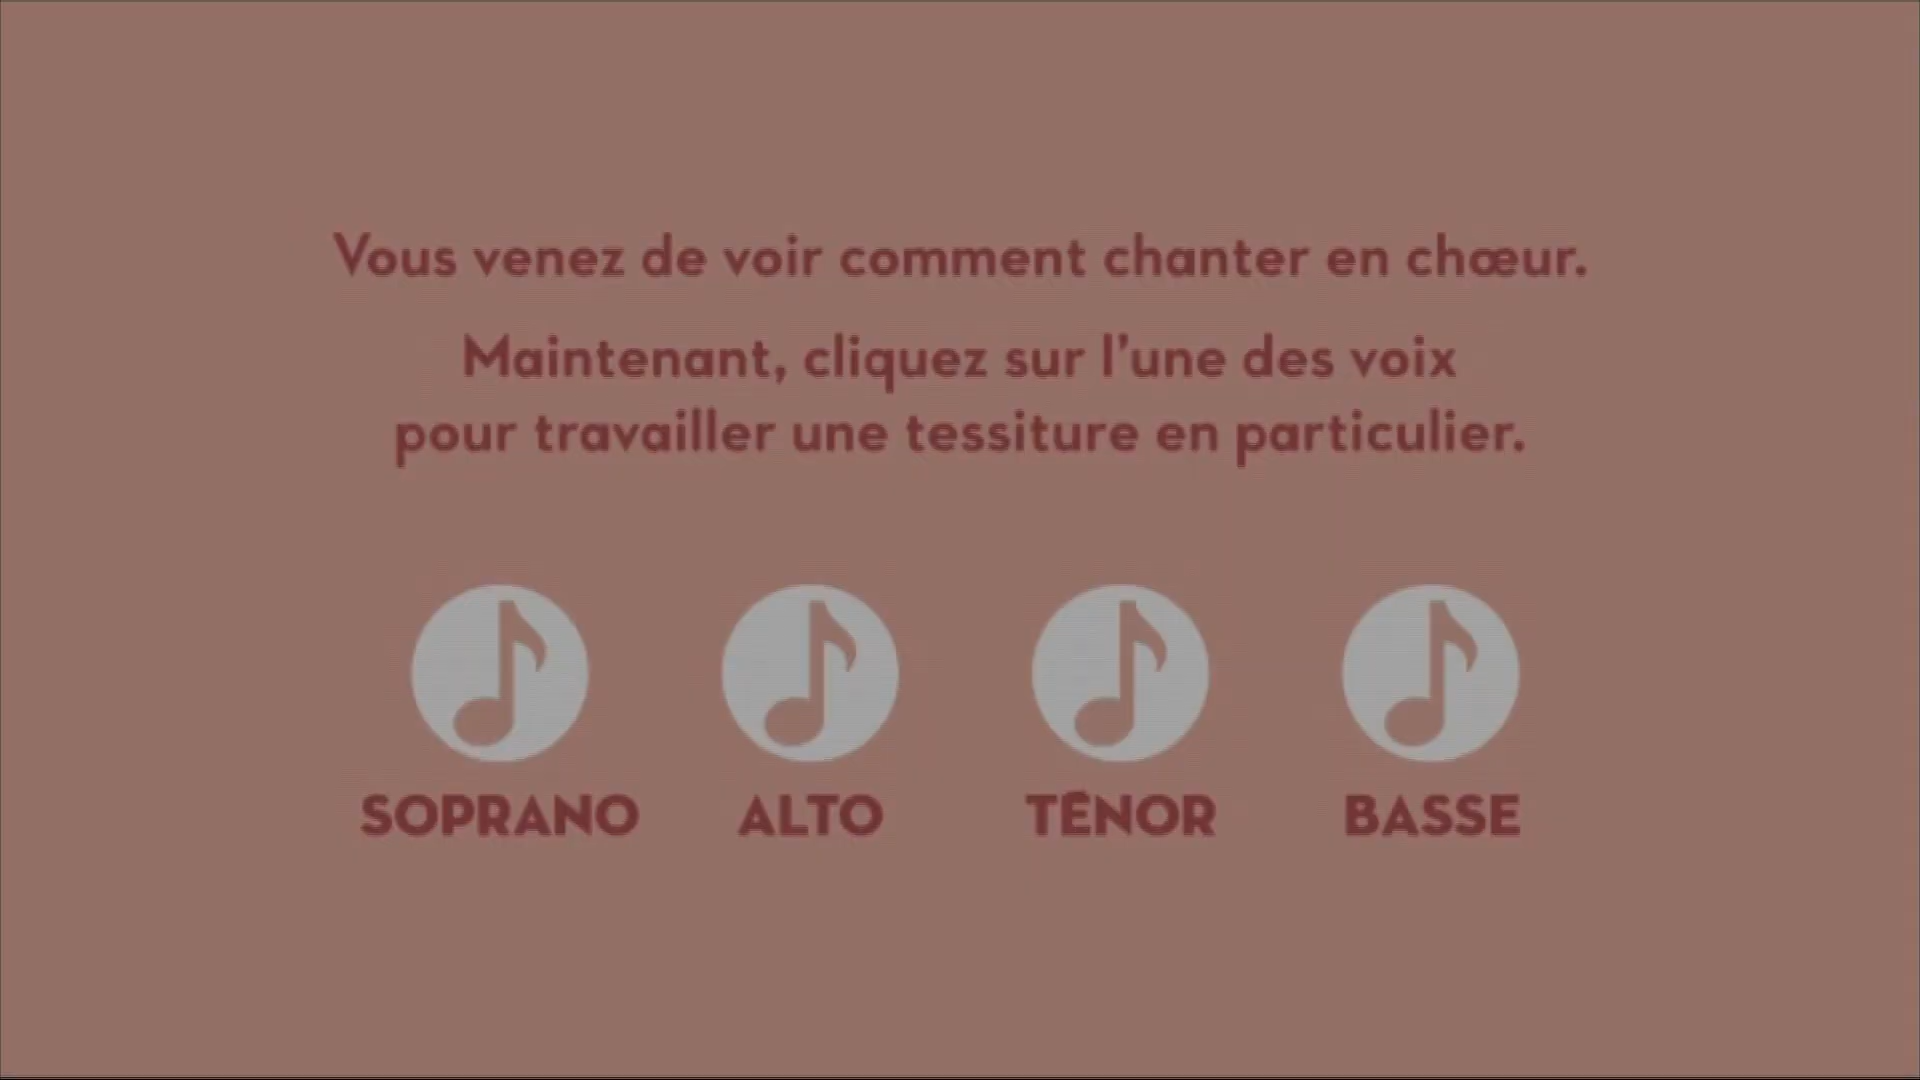 Vous venez de voir comment chanter en chœur.
Maintenant, cliquez sur l’une des voix
pour travailler une tessiture en particulier.
SOPRANO ALTO TÉNOR BASSE